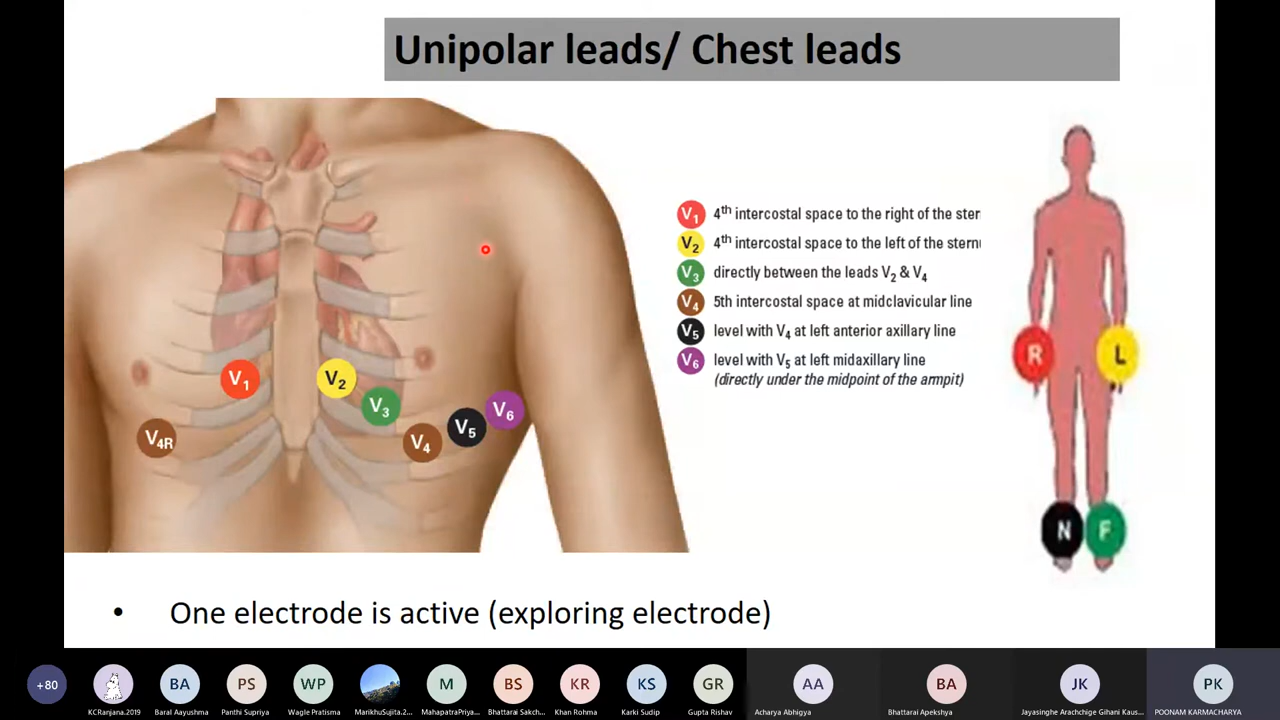 Unipolar leads/ Chest leads
V1 4th intercostal space to the right of the ster
V2 4th intercostal space to the left of the stern
V3 directly between the leads V2 & V4
V4 5th intercostal space at midclavicular line
V5 level with V4 at left anterior axillary line
V6 level with V5 at left midaxillary line
(directly under the midpoint of the armpit)
V1
V2
V3
V4R
V4
V5
V6
R
L
N
F
• One electrode is active (exploring electrode)
+80
BA
PS
WP
M
BS
KR
KS
GR
AA
BA
JK
PK
KCRanjana.2019
Baral Aayushma
Panthi Supriya
Wagle Pratisma
MarikhuSujita.2...
MahapatraPriya...
Bhattarai Sakch...
Khan Rohma
Karki Sudip
Gupta Rishav
Acharya Abhigya
Bhattarai Apekshya
Jayasinghe Arachchige Gihani Kaus...
POONAM KARMACHARYA